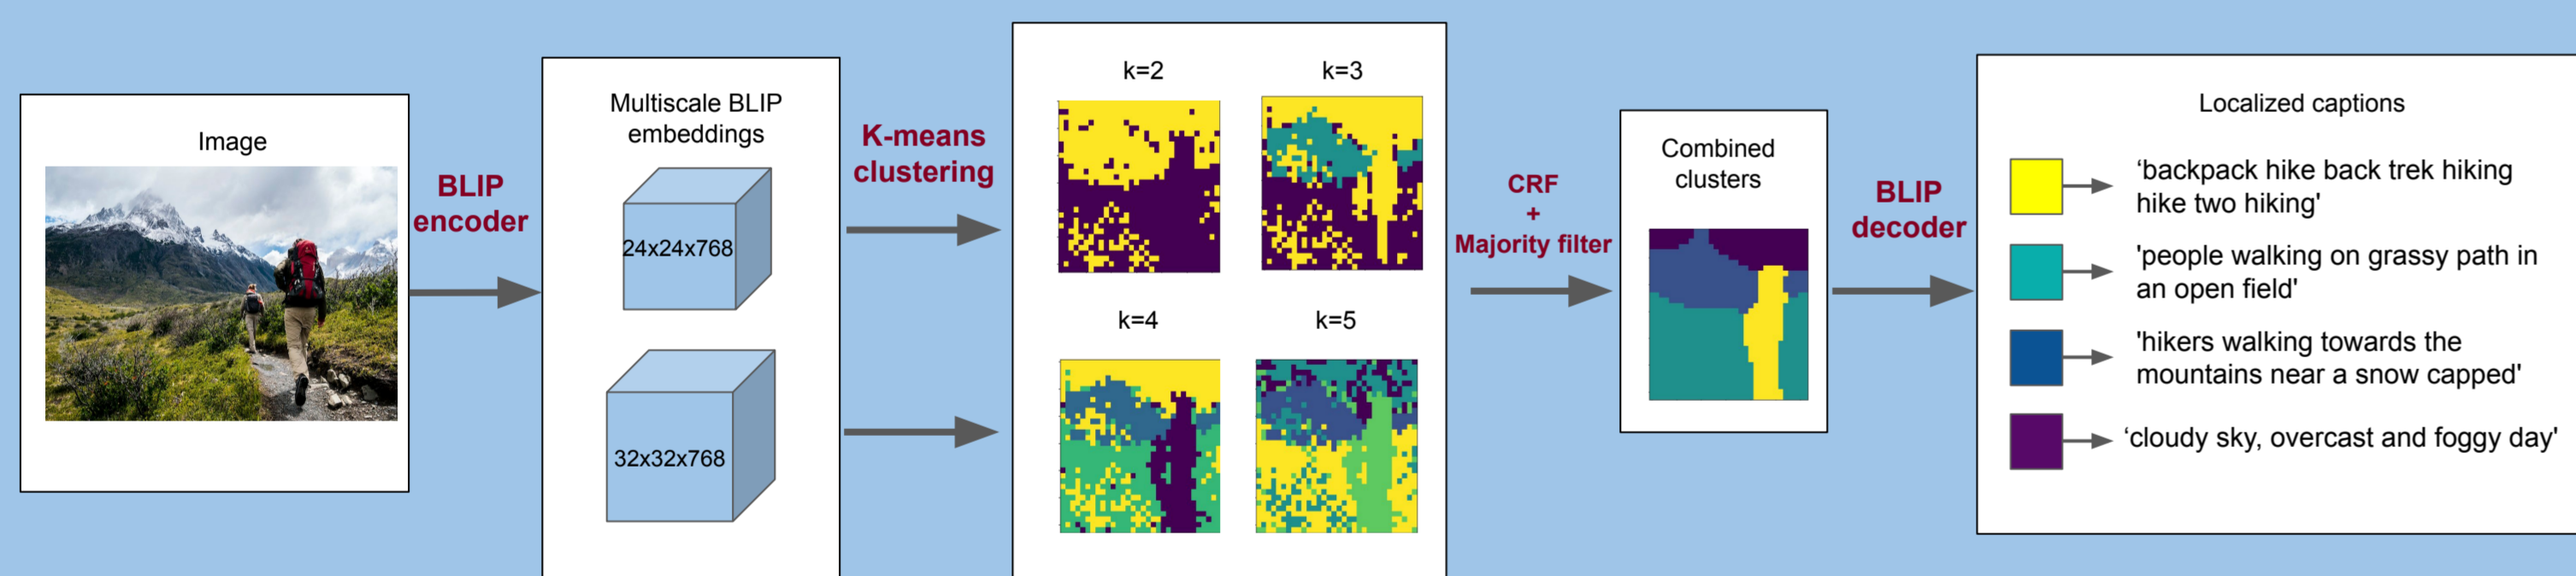 Image
BLIP
encoder
Multiscale BLIP
embeddings
24x24x768
32x32x768
K-means
clustering
k=2
k=3
k=4
k=5
CRF
+
Majority filter
Combined
clusters
BLIP
decoder
Localized captions
‘backpack hike back trek hiking
hike two hiking'
'people walking on grassy path in
an open field'
'hikers walking towards the
mountains near a snow capped'
‘cloudy sky, overcast and foggy day'